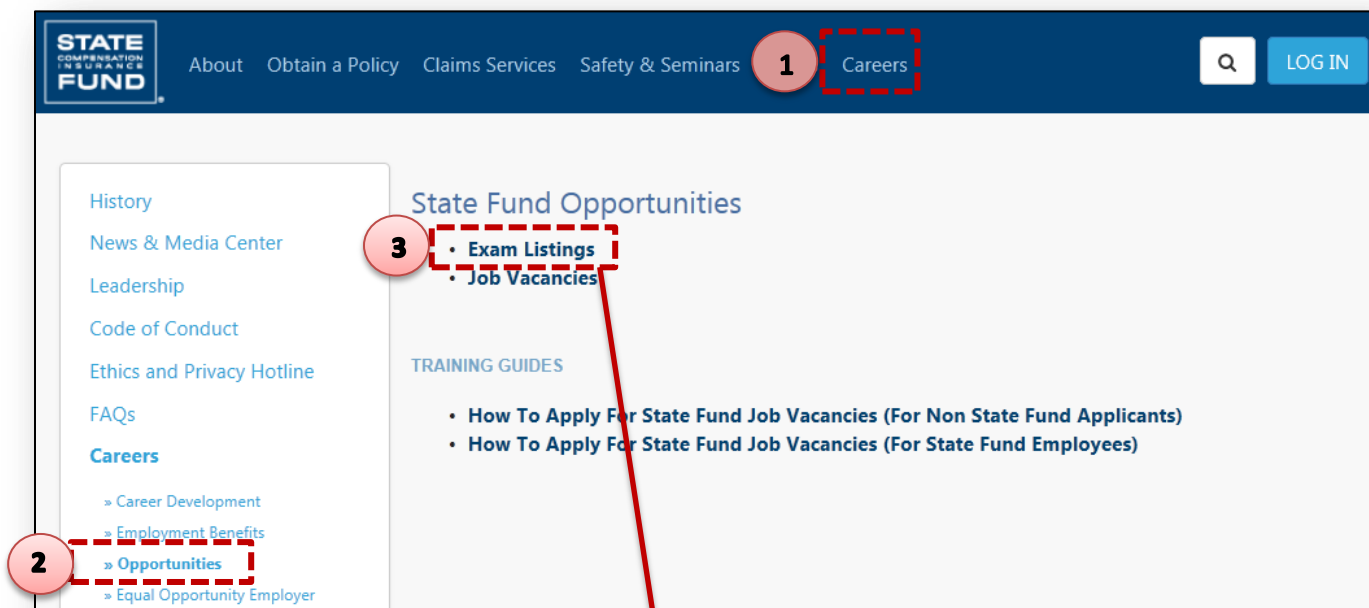 STATE
COMPENSATION
INSURANCE
FUND
About Obtain a Policy Claims Services Safety & Seminars 1 Careers LOG IN
History
News & Media Center
Leadership
Code of Conduct
Ethics and Privacy Hotline
FAQs
Careers
» Career Development
» Employment Benefits
2 » Opportunities
» Equal Opportunity Employer
State Fund Opportunities
3 • Exam Listings
• Job Vacancies
TRAINING GUIDES
• How To Apply For State Fund Job Vacancies (For Non State Fund Applicants)
• How To Apply For State Fund Job Vacancies (For State Fund Employees)